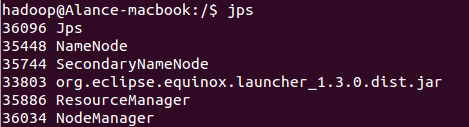 hadoop@Alance-macbook:/$ jps
36096 Jps
35448 NameNode
35744 SecondaryNameNode
33803 org.eclipse.equinox.launcher_1.3.0.dist.jar
35886 ResourceManager
36034 NodeManager